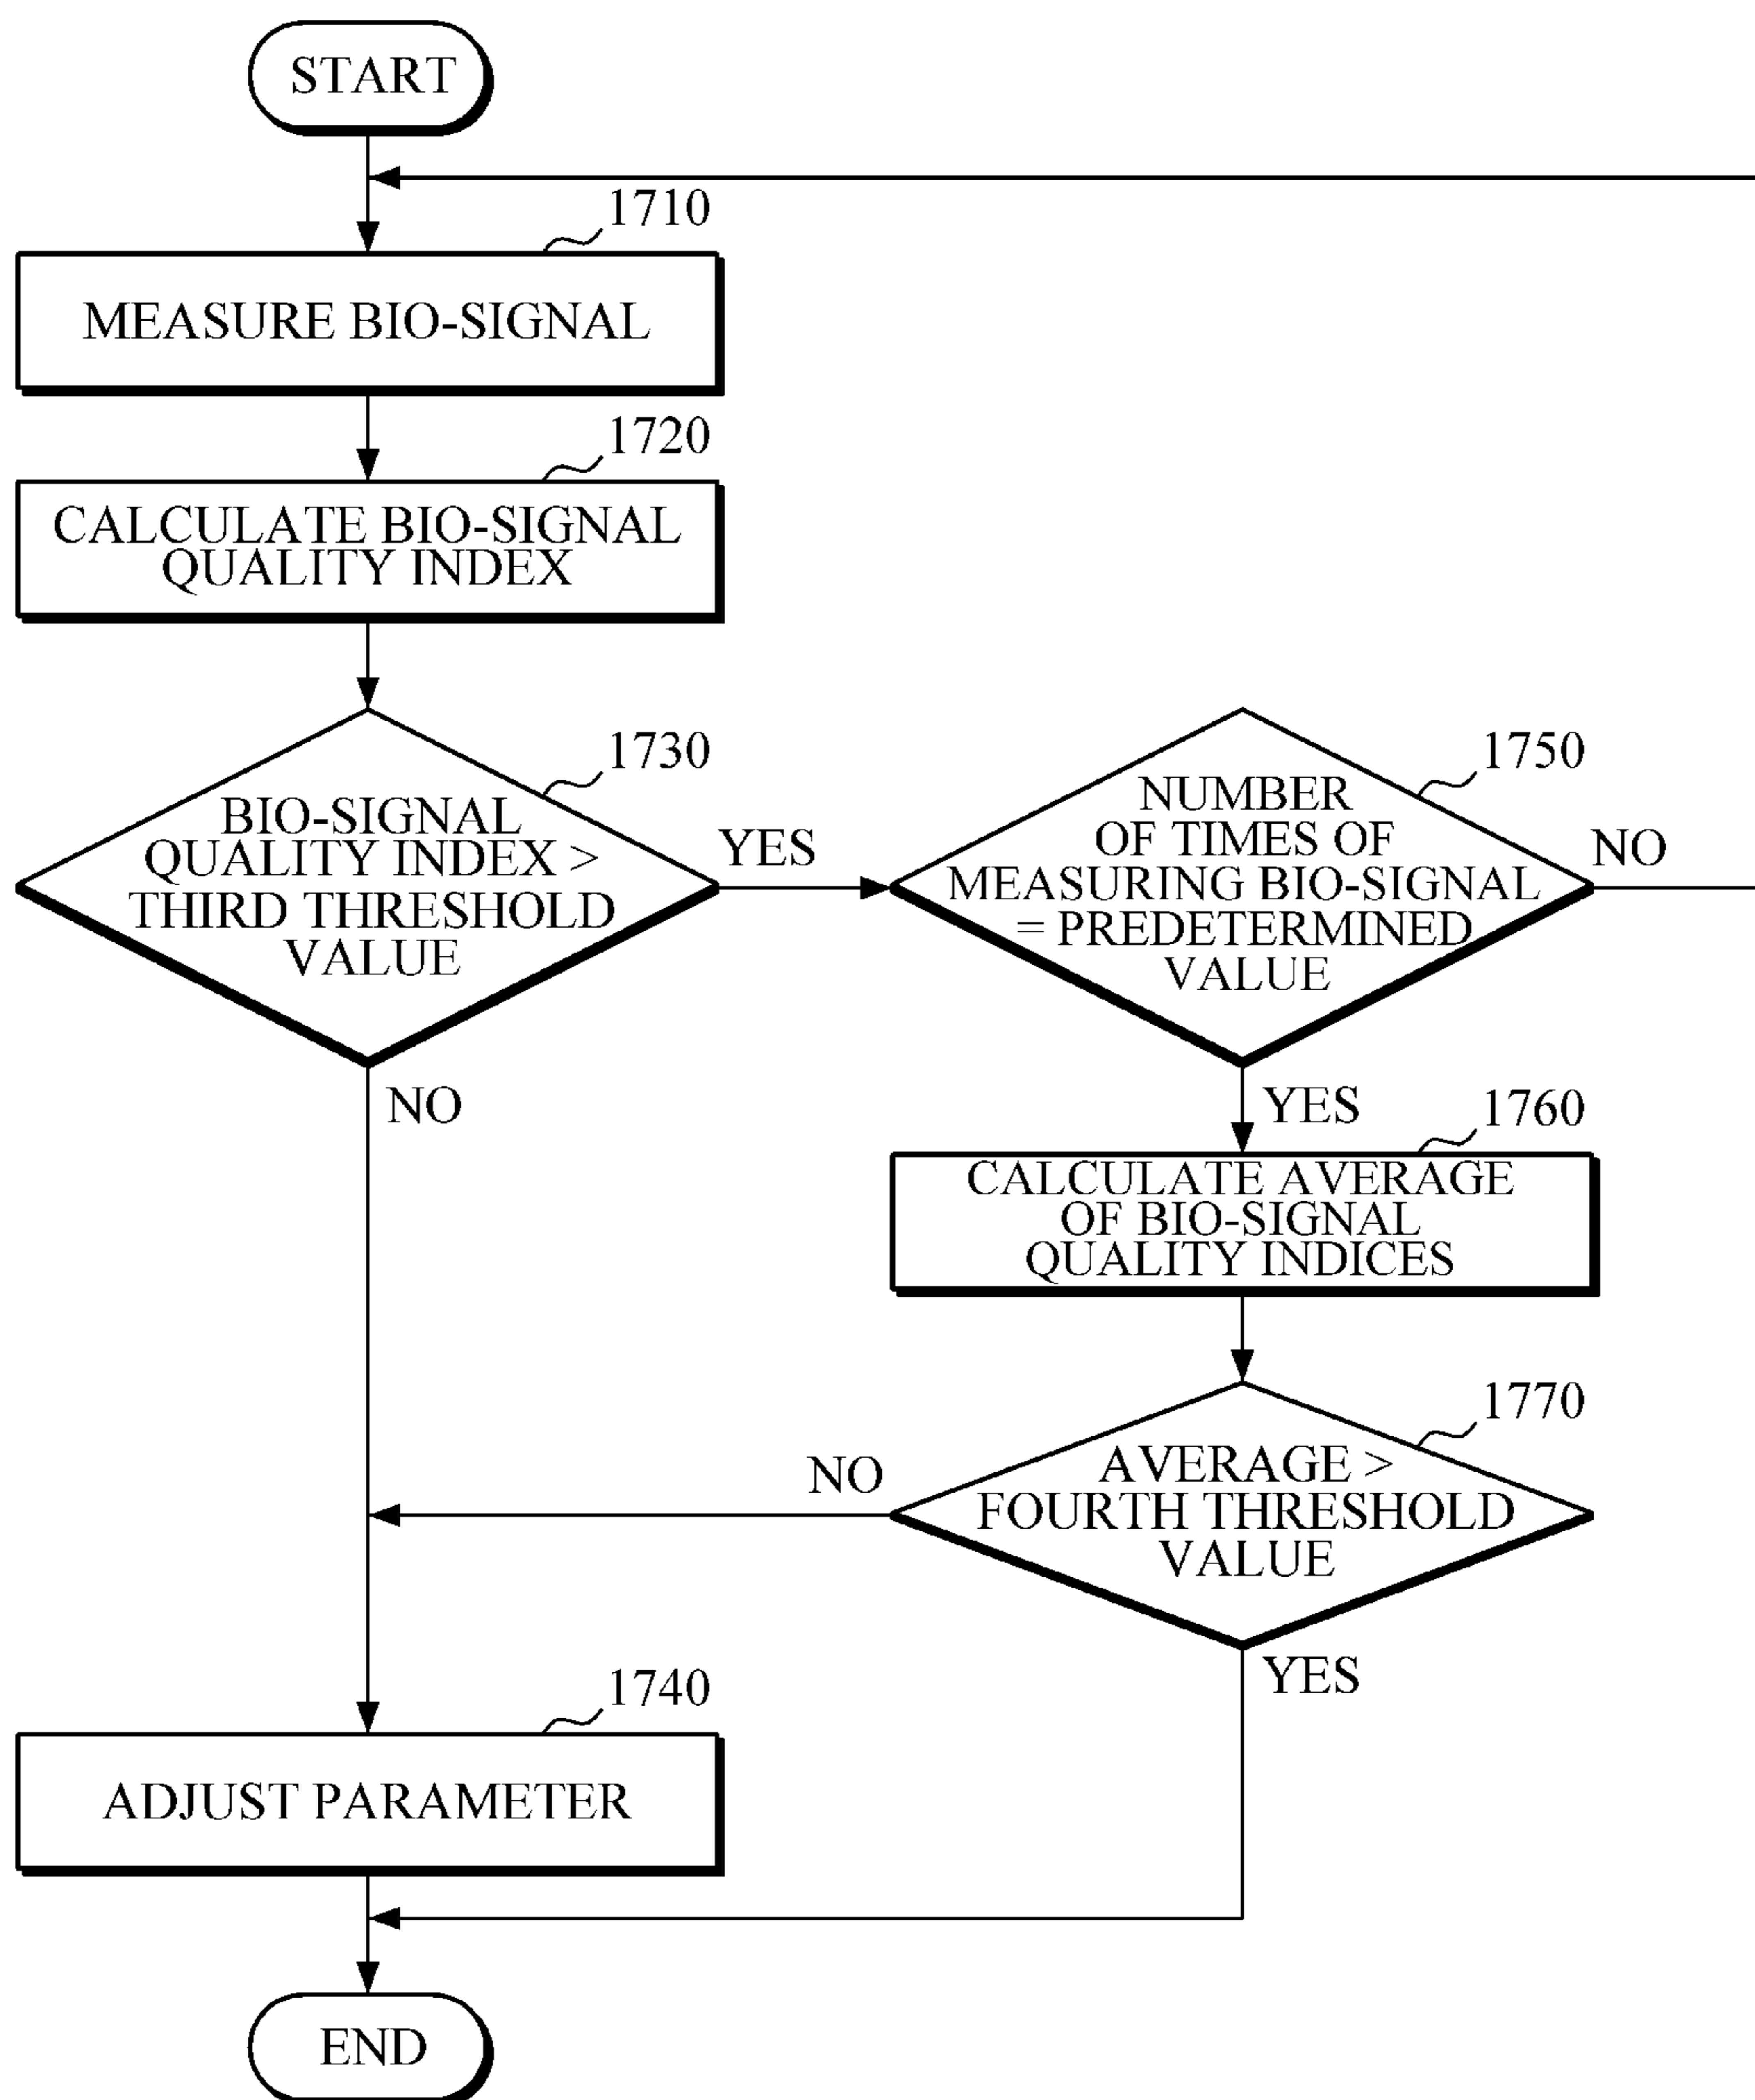 START
1710
MEASURE BIO-SIGNAL
1720
CALCULATE BIO-SIGNAL
QUALITY INDEX
1730
BIO-SIGNAL
QUALITY INDEX >
THIRD THRESHOLD
VALUE
YES
NO
1750
NUMBER
OF TIMES OF
MEASURING BIO-SIGNAL
= PREDETERMINED
VALUE
NO
YES
1760
CALCULATE AVERAGE
OF BIO-SIGNAL
QUALITY INDICES
1770
AVERAGE >
FOURTH THRESHOLD
VALUE
NO
YES
1740
ADJUST PARAMETER
END